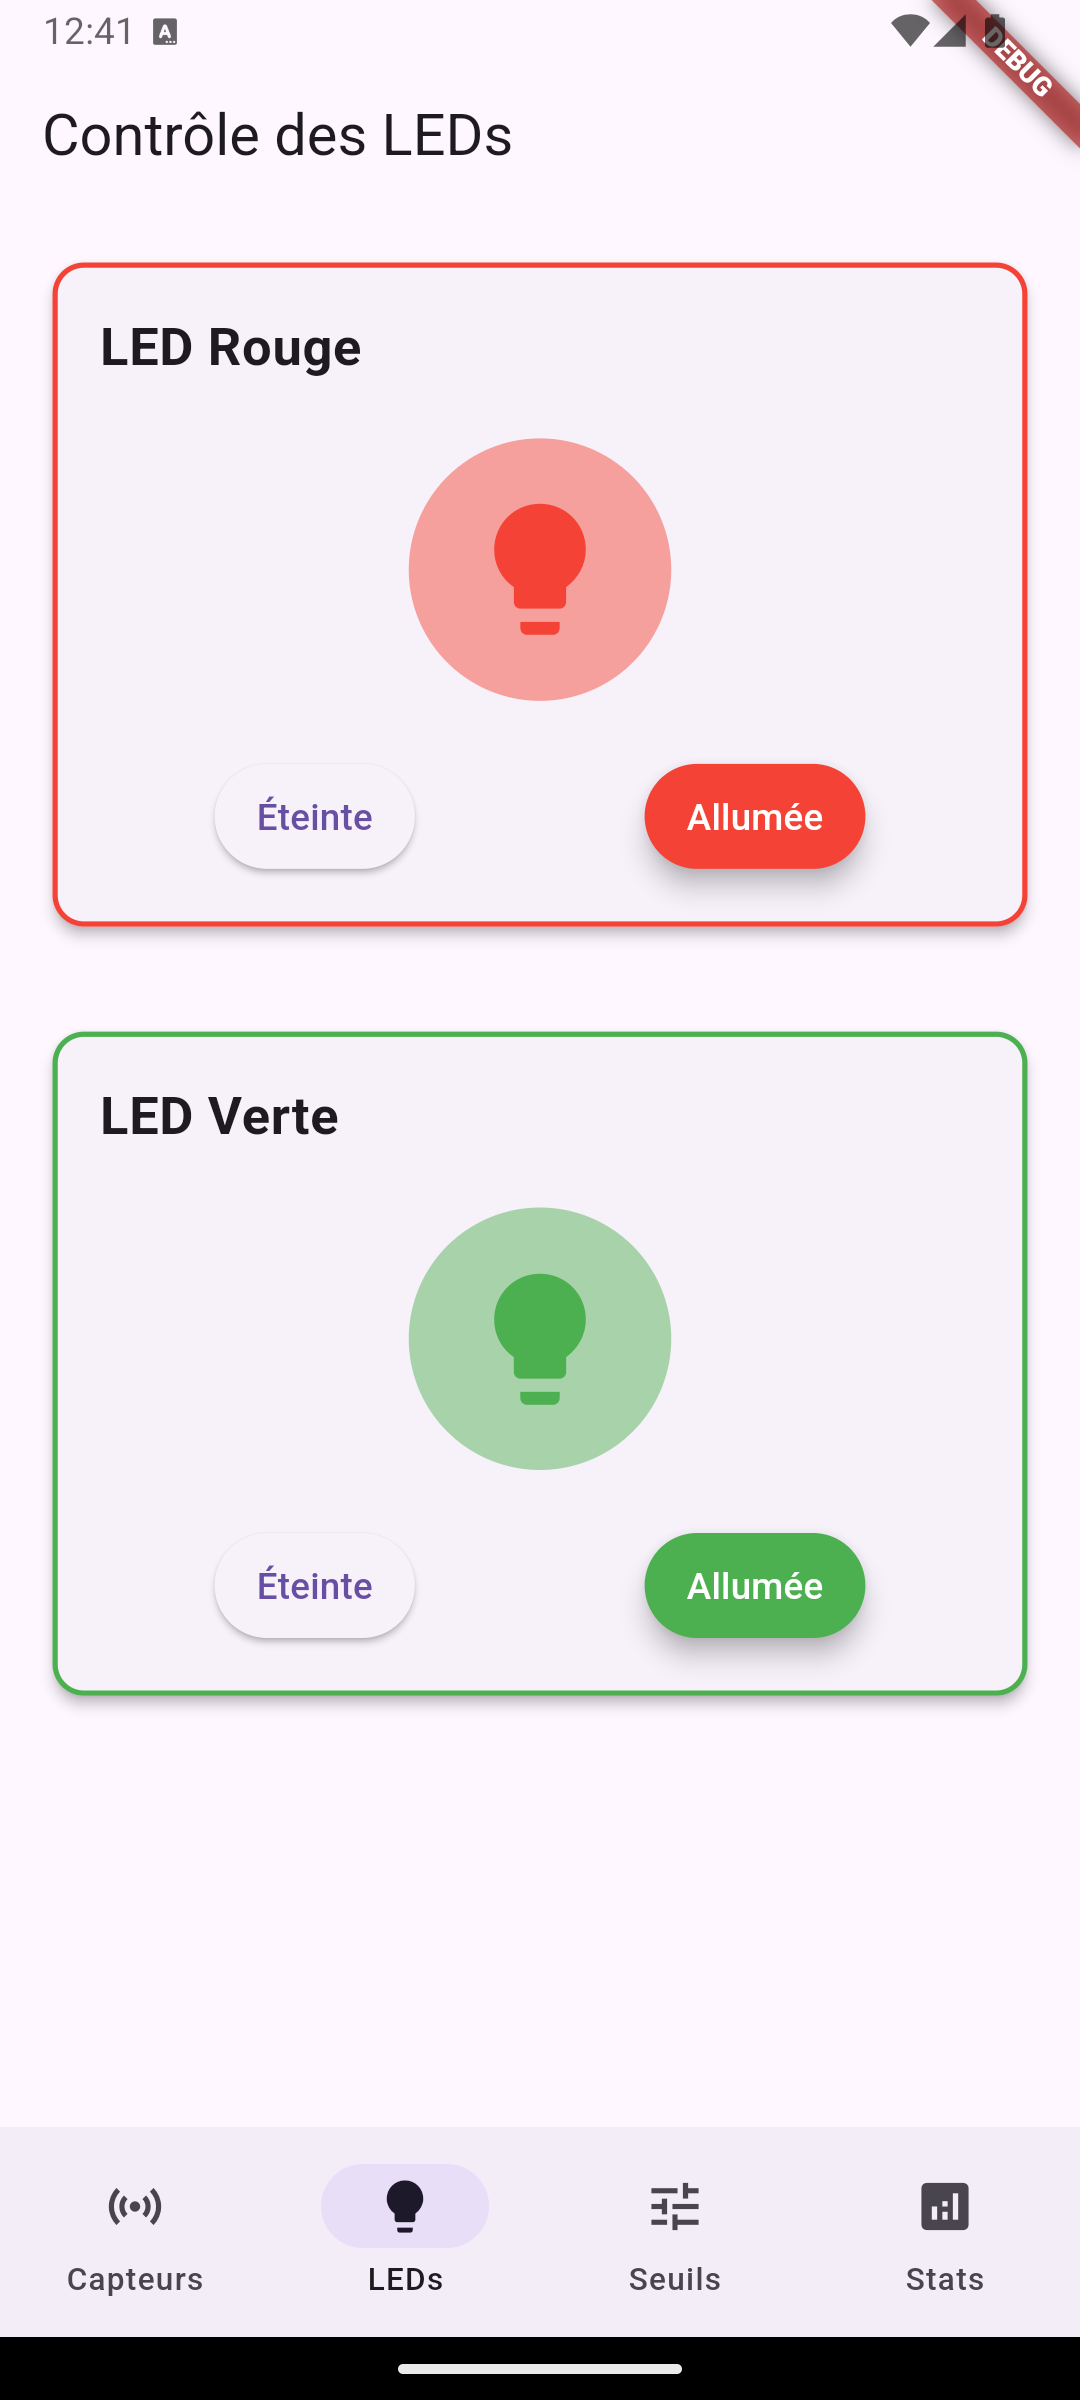 12:41
DEBUG
Contrôle des LEDs
LED Rouge
Éteinte
Allumée
LED Verte
Éteinte
Allumée
Capteurs
LEDs
Seuils
Stats